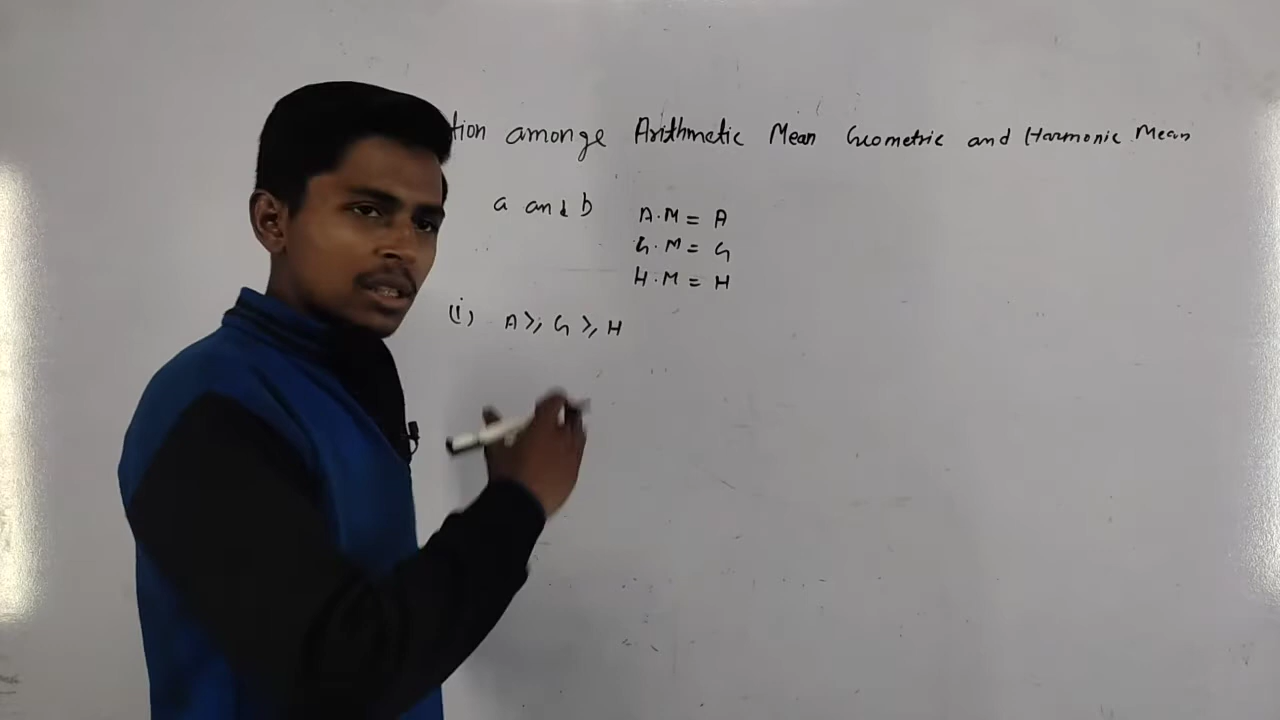 tion amonge Arithmetic Mean Geometric and Harmonic Mean
a and b A.M = A
G.M = G
H.M = H
(i) A ≥ G ≥ H